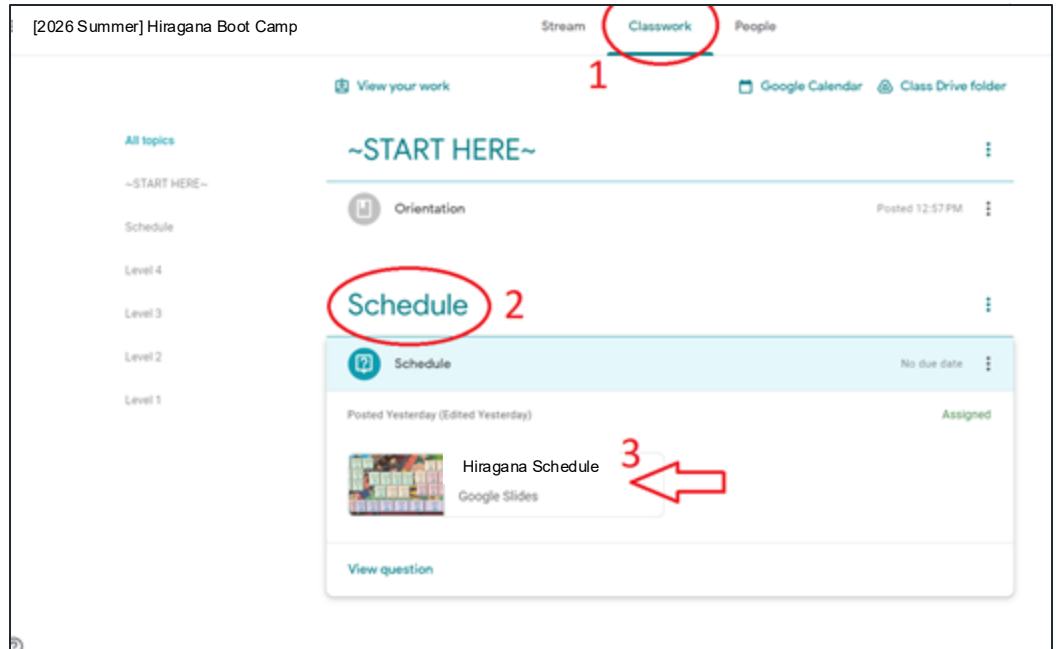 [2026 Summer] Hiragana Boot Camp
Stream
Classwork
People
1
View your work
Google Calendar
Class Drive folder
All topics
~START HERE~
Schedule
Level 4
Level 3
Level 2
Level 1
~START HERE~
Orientation
Posted 12:57 PM
Schedule
2
Schedule
No due date
Posted Yesterday (Edited Yesterday)
Assigned
Hiragana Schedule
3
Google Slides
View question